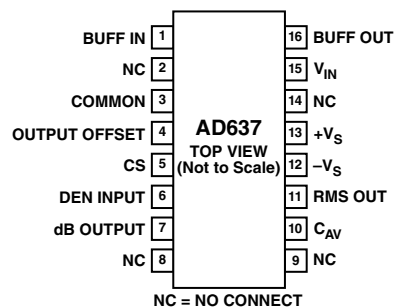 BUFF IN 1
NC 2
COMMON 3
OUTPUT OFFSET 4
CS 5
DEN INPUT 6
dB OUTPUT 7
NC 8
AD637
TOP VIEW
(Not to Scale)
16 BUFF OUT
15 VIN
14 NC
13 +VS
12 –VS
11 RMS OUT
10 CAV
9 NC
NC = NO CONNECT